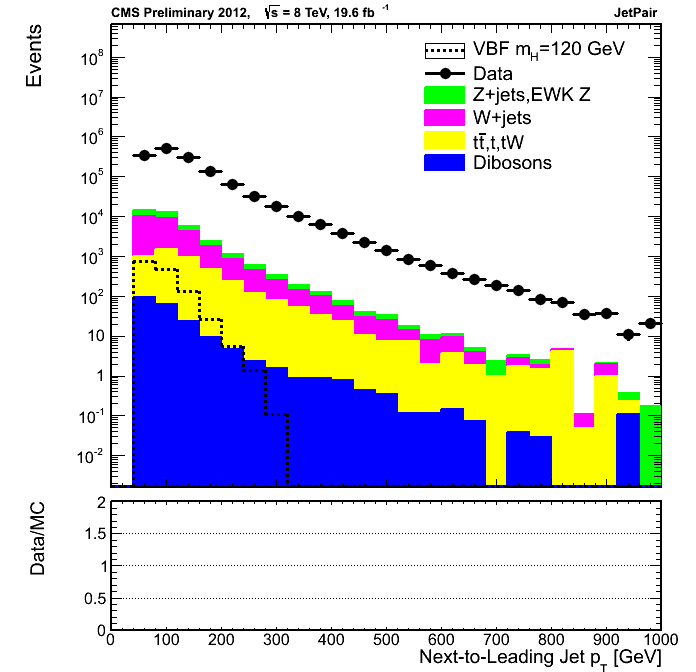 CMS Preliminary 2012, √s = 8 TeV, 19.6 fb⁻¹ JetPair
Events
10⁸
10⁷
10⁶
10⁵
10⁴
10³
10²
10
1
10⁻¹
10⁻²
VBF m_H=120 GeV
Data
Z+jets,EWK Z
W+jets
tt̅,t,tW
Dibosons
Data/MC
2
1.5
1
0.5
0
0 100 200 300 400 500 600 700 800 900 1000
Next-to-Leading Jet p_T [GeV]